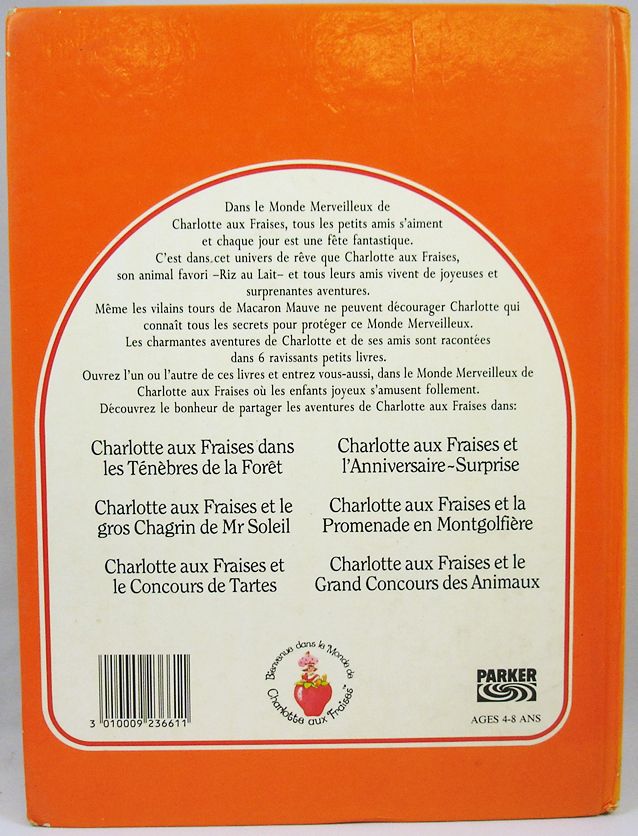 Dans le Monde Merveilleux de
Charlotte aux Fraises, tous les petits amis s'aiment
et chaque jour est une fête fantastique.
C'est dans cet univers de rêve que Charlotte aux Fraises,
son animal favori –Riz au Lait– et tous leurs amis vivent de joyeuses et
surprenantes aventures.
Même les vilains tours de Macaron Mauve ne peuvent décourager Charlotte qui
connaît tous les secrets pour protéger ce Monde Merveilleux.
Les charmantes aventures de Charlotte et de ses amis sont racontées
dans 6 ravissants petits livres.
Ouvrez l'un ou l'autre de ces livres et entrez vous-aussi, dans le Monde Merveilleux de
Charlotte aux Fraises où les enfants joyeux s'amusent follement.
Découvrez le bonheur de partager les aventures de Charlotte aux Fraises dans:
Charlotte aux Fraises dans
les Ténèbres de la Forêt
Charlotte aux Fraises et
l'Anniversaire-Surprise
Charlotte aux Fraises et le
gros Chagrin de Mr Soleil
Charlotte aux Fraises et la
Promenade en Montgolfière
Charlotte aux Fraises et
le Concours de Tartes
Charlotte aux Fraises et le
Grand Concours des Animaux
3 010009 236611
Bienvenue dans le Monde de
Charlotte aux Fraises
PARKER
AGES 4-8 ANS